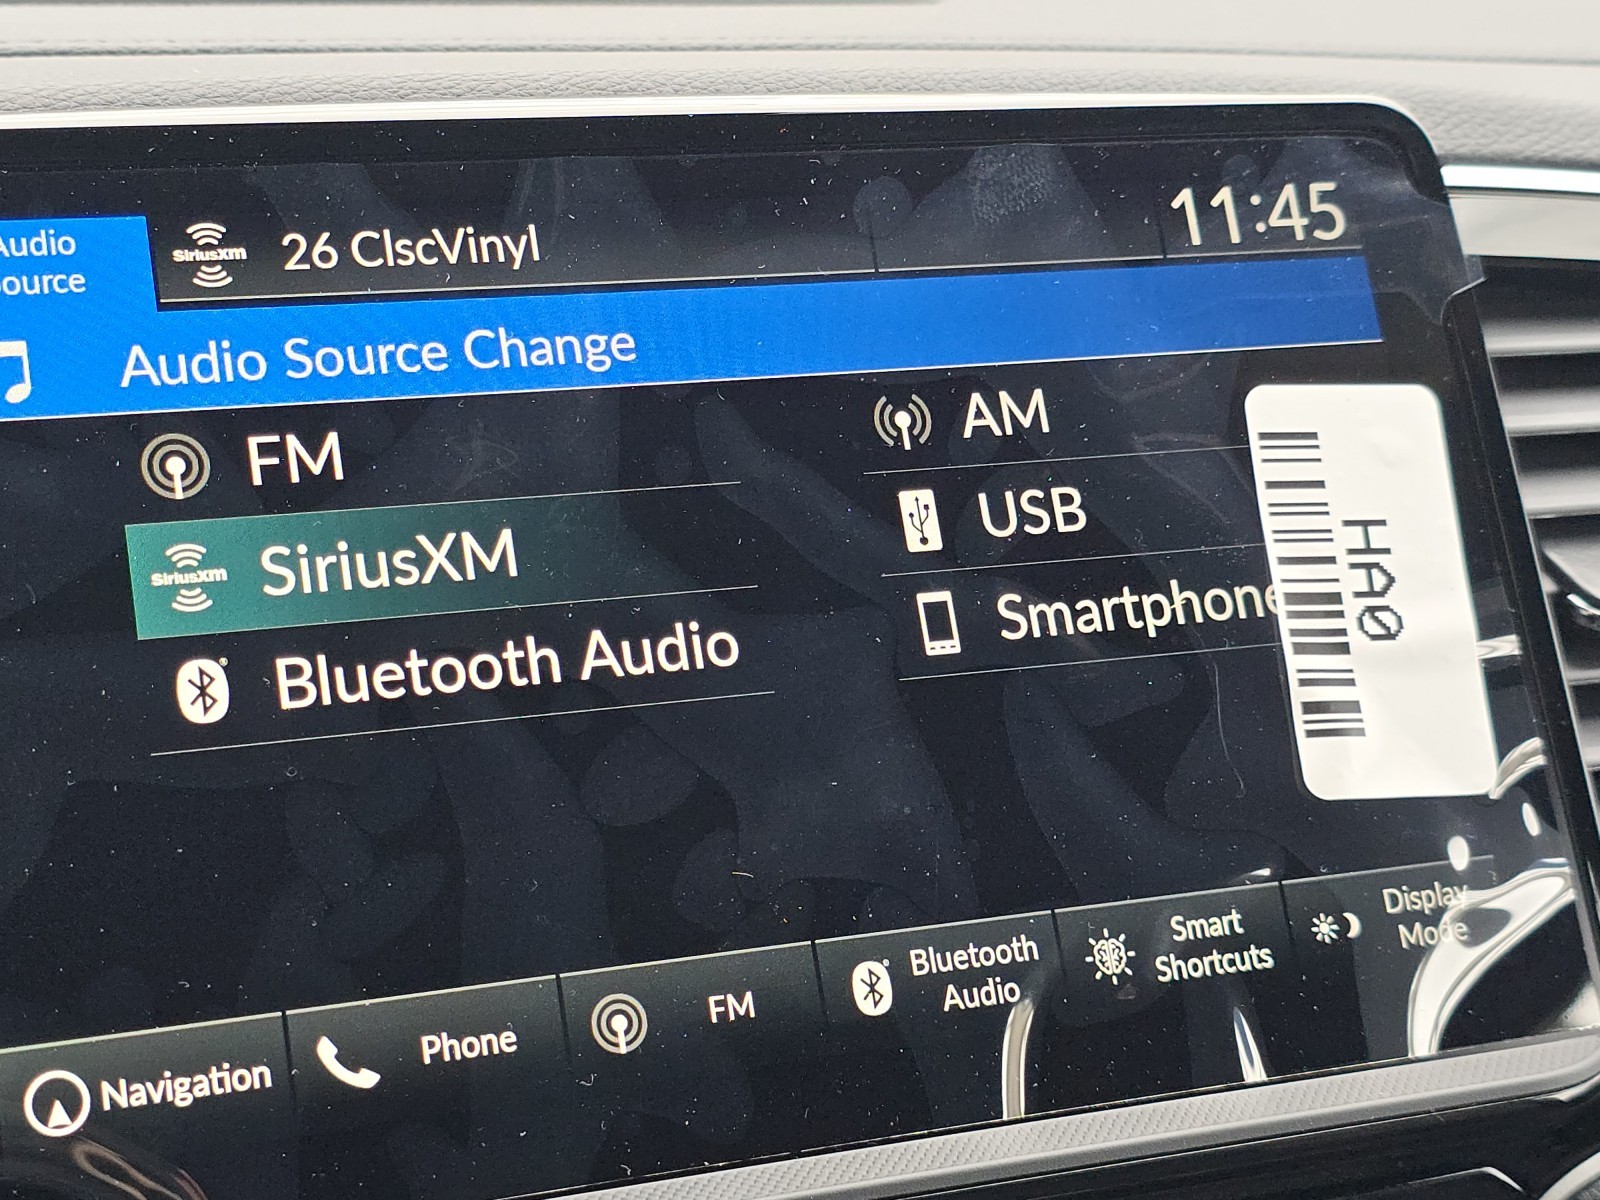 Audio
Source
SiriusXm
26 ClscVinyl
11:45
Audio Source Change
FM
AM
SiriusXm
SiriusXM
USB
Bluetooth Audio
Smartphone
HA0
Navigation
Phone
FM
Bluetooth
Audio
Smart
Shortcuts
Display
Mode